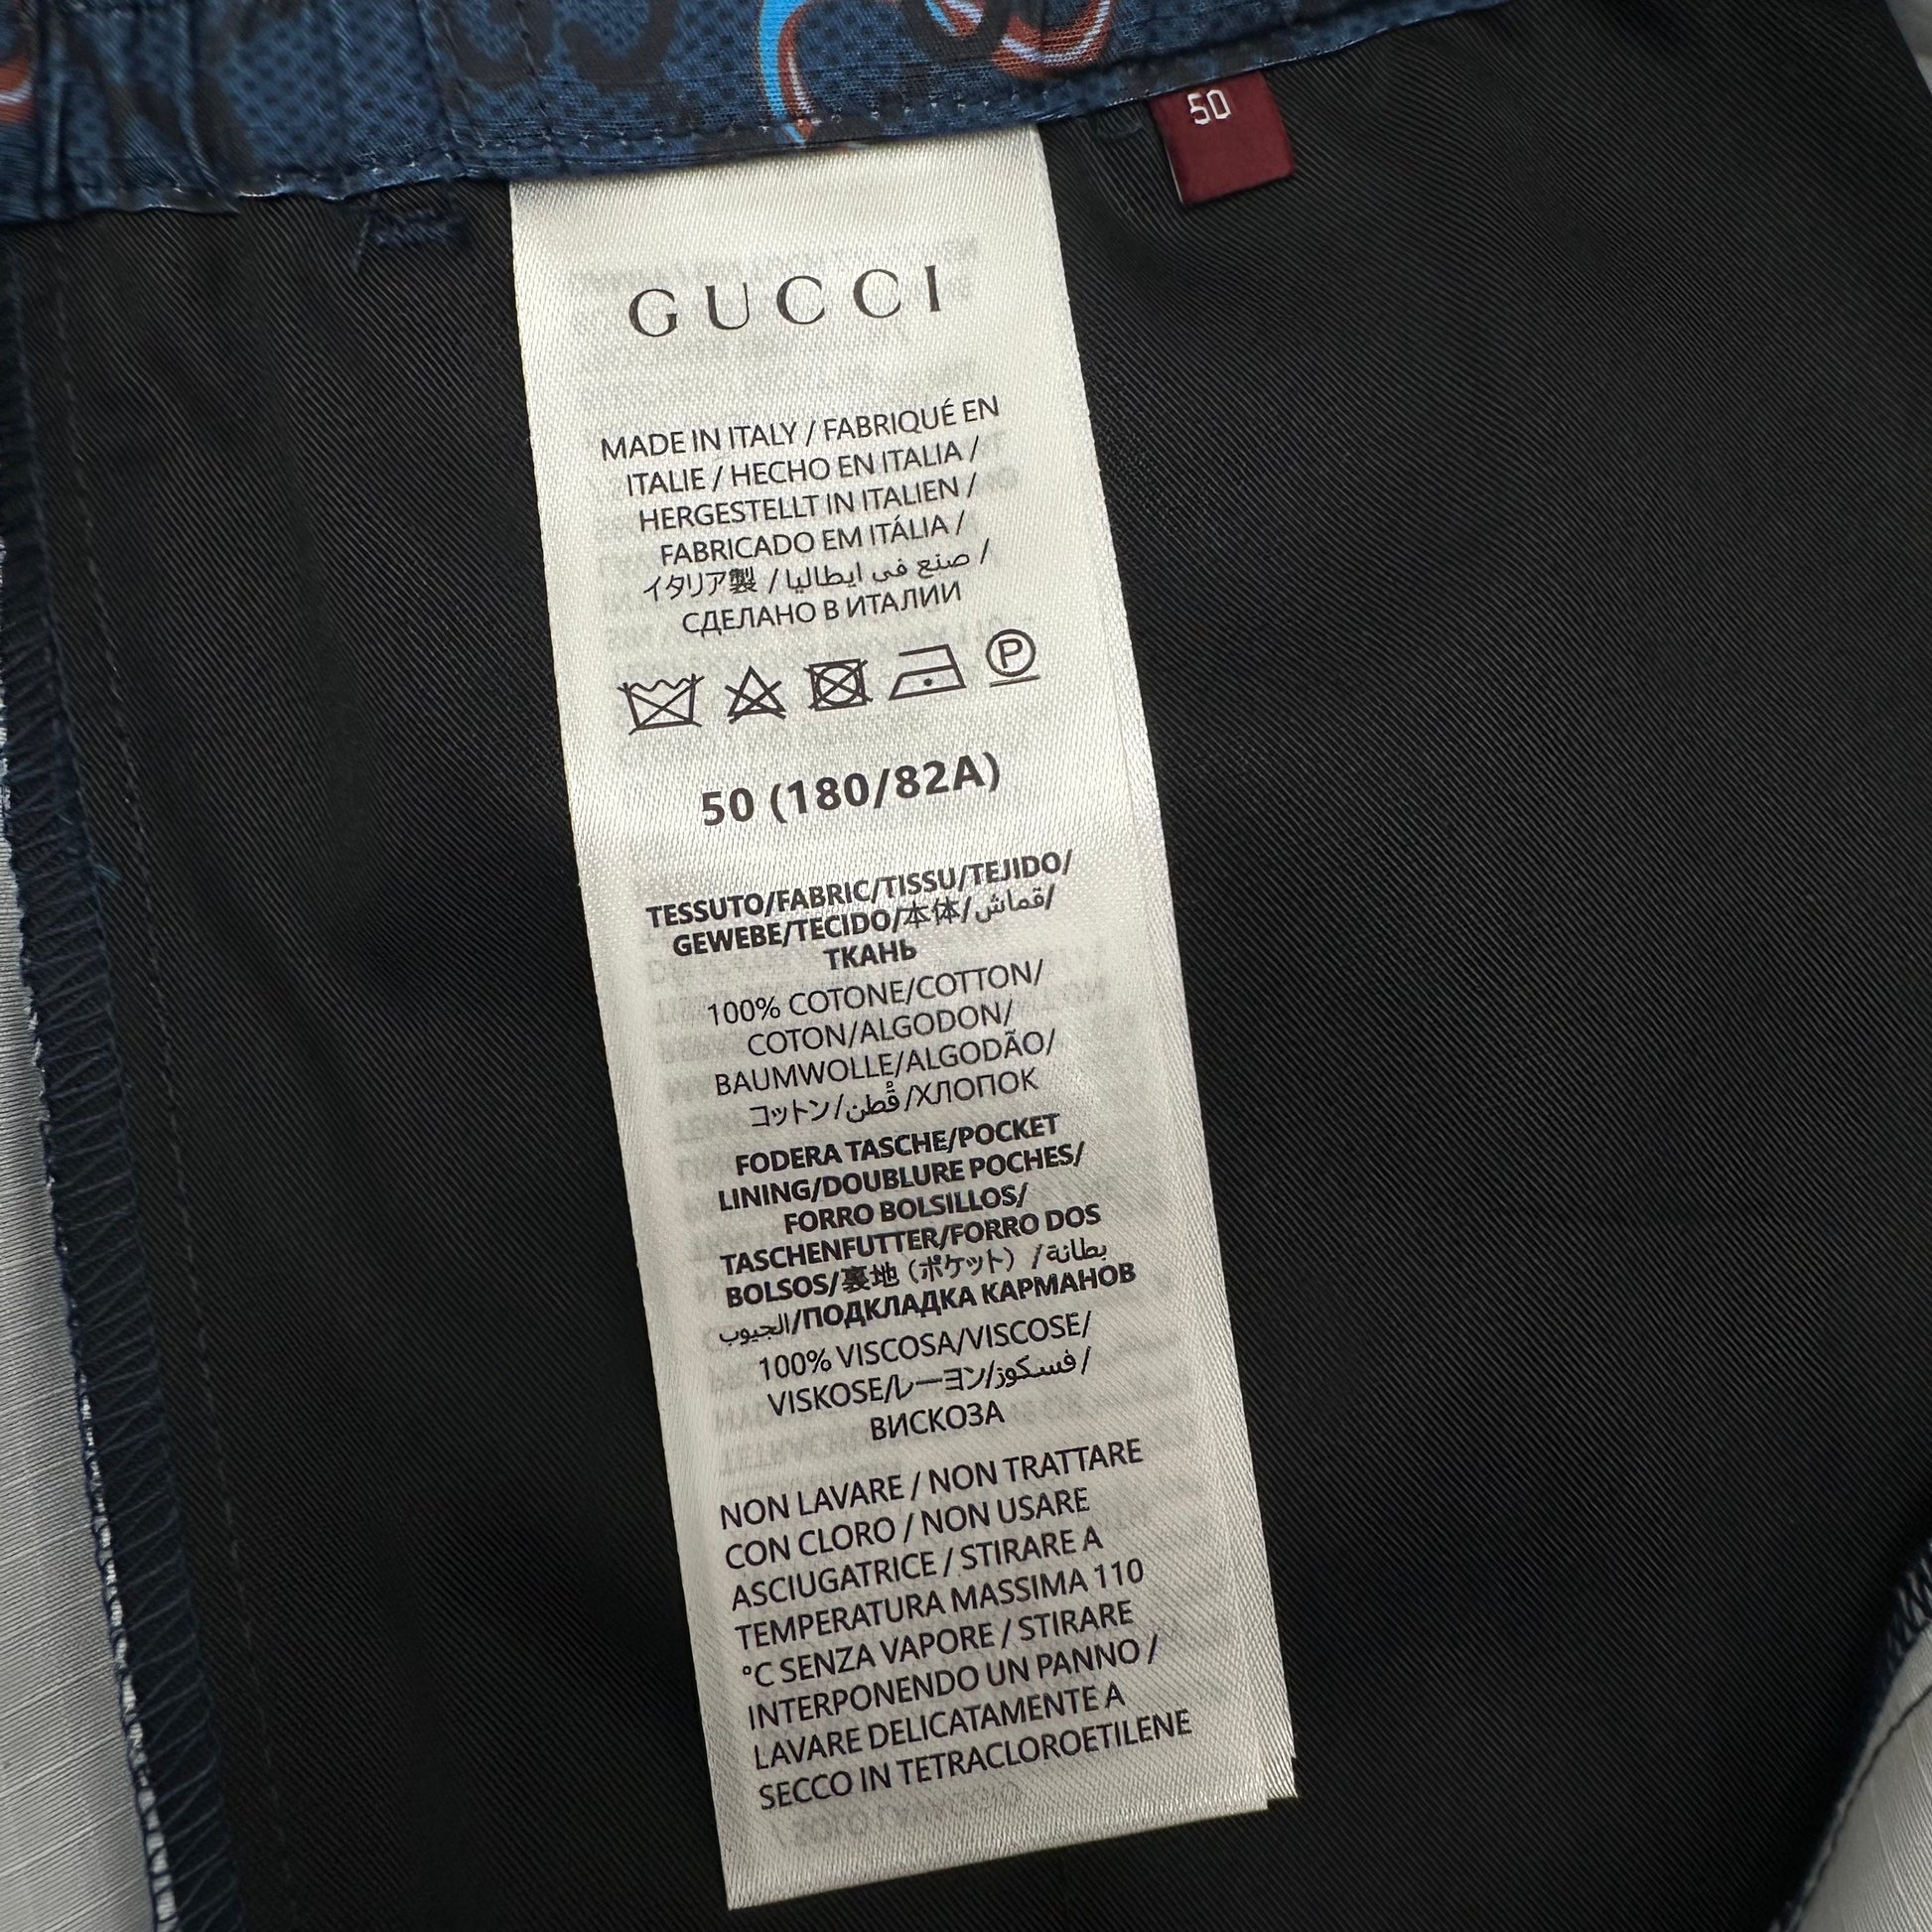 50
GUCCI
MADE IN ITALY / FABRIQUÉ EN
ITALIE / HECHO EN ITALIA /
HERGESTELLT IN ITALIEN /
FABRICADO EM ITÁLIA /
イタリア製 / صنع في ايطاليا /
СДЕЛАНО В ИТАЛИИ
P
50 (180/82A)
TESSUTO/FABRIC/TISSU/TEJIDO/
GEWEBE/TECIDO/本体/قماش/
ТКАНЬ
100% COTONE/COTTON/
COTON/ALGODON/
BAUMWOLLE/ALGODÃO/
コットン/قُطن/ХЛОПОК
FODERA TASCHE/POCKET
LINING/DOUBLURE POCHES/
FORRO BOLSILLOS/
TASCHENFUTTER/FORRO DOS
BOLSOS/裏地（ポケット）/بطانة
الجيوب/ПОДКЛАДКА КАРМАНОВ
100% VISCOSA/VISCOSE/
VISKOSE/レーヨン/فسكوز/
ВИСКОЗА
NON LAVARE / NON TRATTARE
CON CLORO / NON USARE
ASCIUGATRICE / STIRARE A
TEMPERATURA MASSIMA 110
°C SENZA VAPORE / STIRARE
INTERPONENDO UN PANNO /
LAVARE DELICATAMENTE A
SECCO IN TETRACLOROETILENE